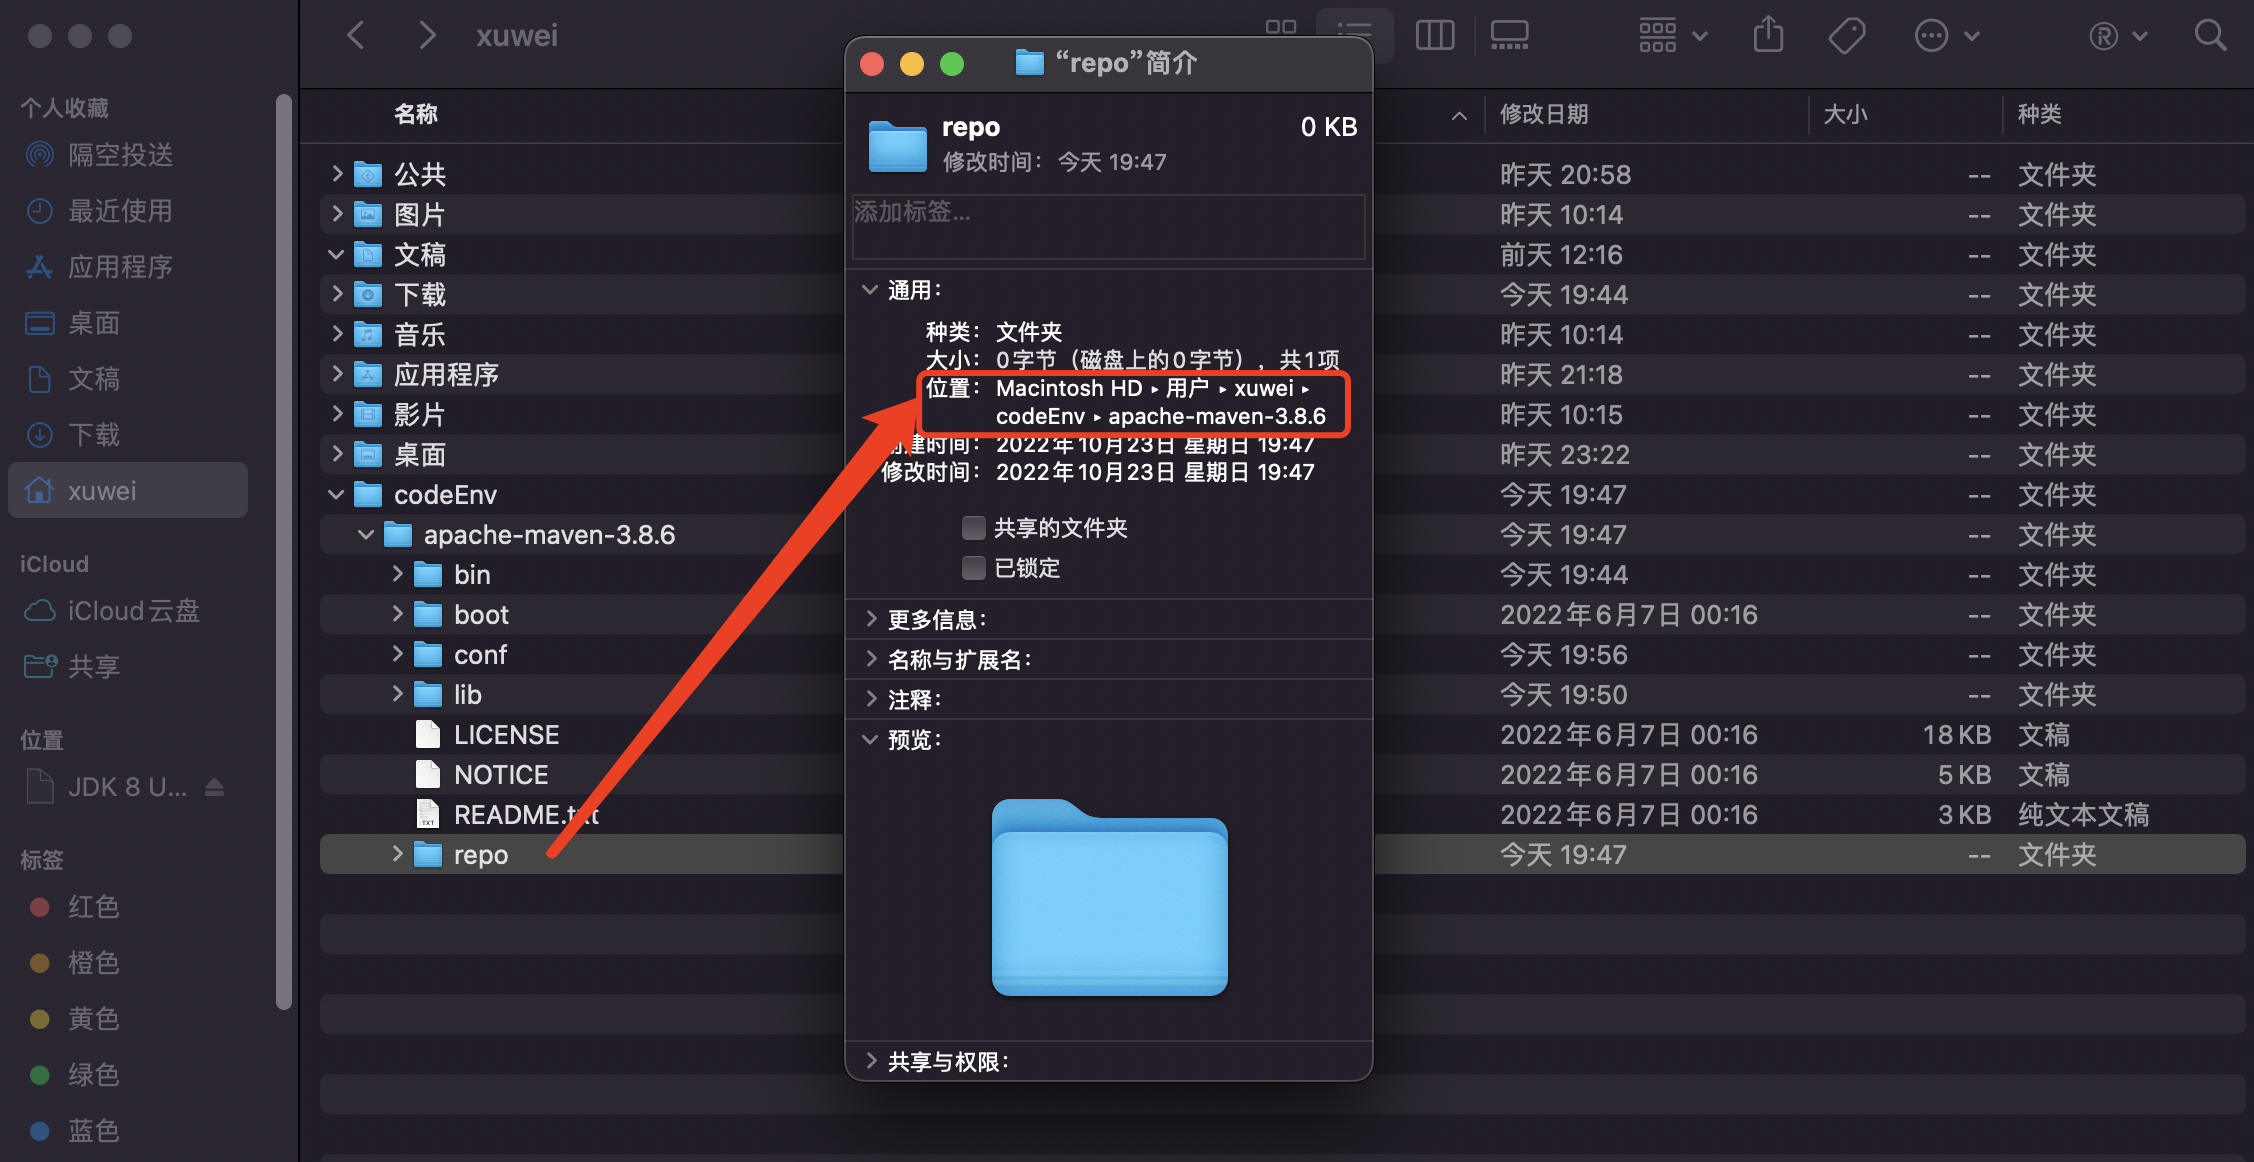 xuwei
个人收藏
隔空投送
最近使用
应用程序
桌面
文稿
下载
xuwei
iCloud
iCloud云盘
共享
位置
JDK 8 U...
标签
红色
橙色
黄色
绿色
蓝色
名称 修改日期 大小 种类
公共 昨天 20:58 -- 文件夹
图片 昨天 10:14 -- 文件夹
文稿 前天 12:16 -- 文件夹
下载 今天 19:44 -- 文件夹
音乐 昨天 10:14 -- 文件夹
应用程序 昨天 21:18 -- 文件夹
影片 昨天 10:15 -- 文件夹
桌面 昨天 23:22 -- 文件夹
codeEnv 今天 19:47 -- 文件夹
apache-maven-3.8.6 今天 19:47 -- 文件夹
bin 今天 19:44 -- 文件夹
boot 2022年6月7日 00:16 -- 文件夹
conf 今天 19:56 -- 文件夹
lib 今天 19:50 -- 文件夹
LICENSE 2022年6月7日 00:16 18 KB 文稿
NOTICE 2022年6月7日 00:16 5 KB 文稿
README.txt 2022年6月7日 00:16 3 KB 纯文本文稿
repo 今天 19:47 -- 文件夹
“repo”简介
repo 0 KB
修改时间：今天 19:47
添加标签...
通用：
种类：文件夹
大小：0字节（磁盘上的0字节），共1项
位置：Macintosh HD ▸ 用户 ▸ xuwei ▸
codeEnv ▸ apache-maven-3.8.6
创建时间：2022年10月23日 星期日 19:47
修改时间：2022年10月23日 星期日 19:47
共享的文件夹
已锁定
更多信息：
名称与扩展名：
注释：
预览：
共享与权限：